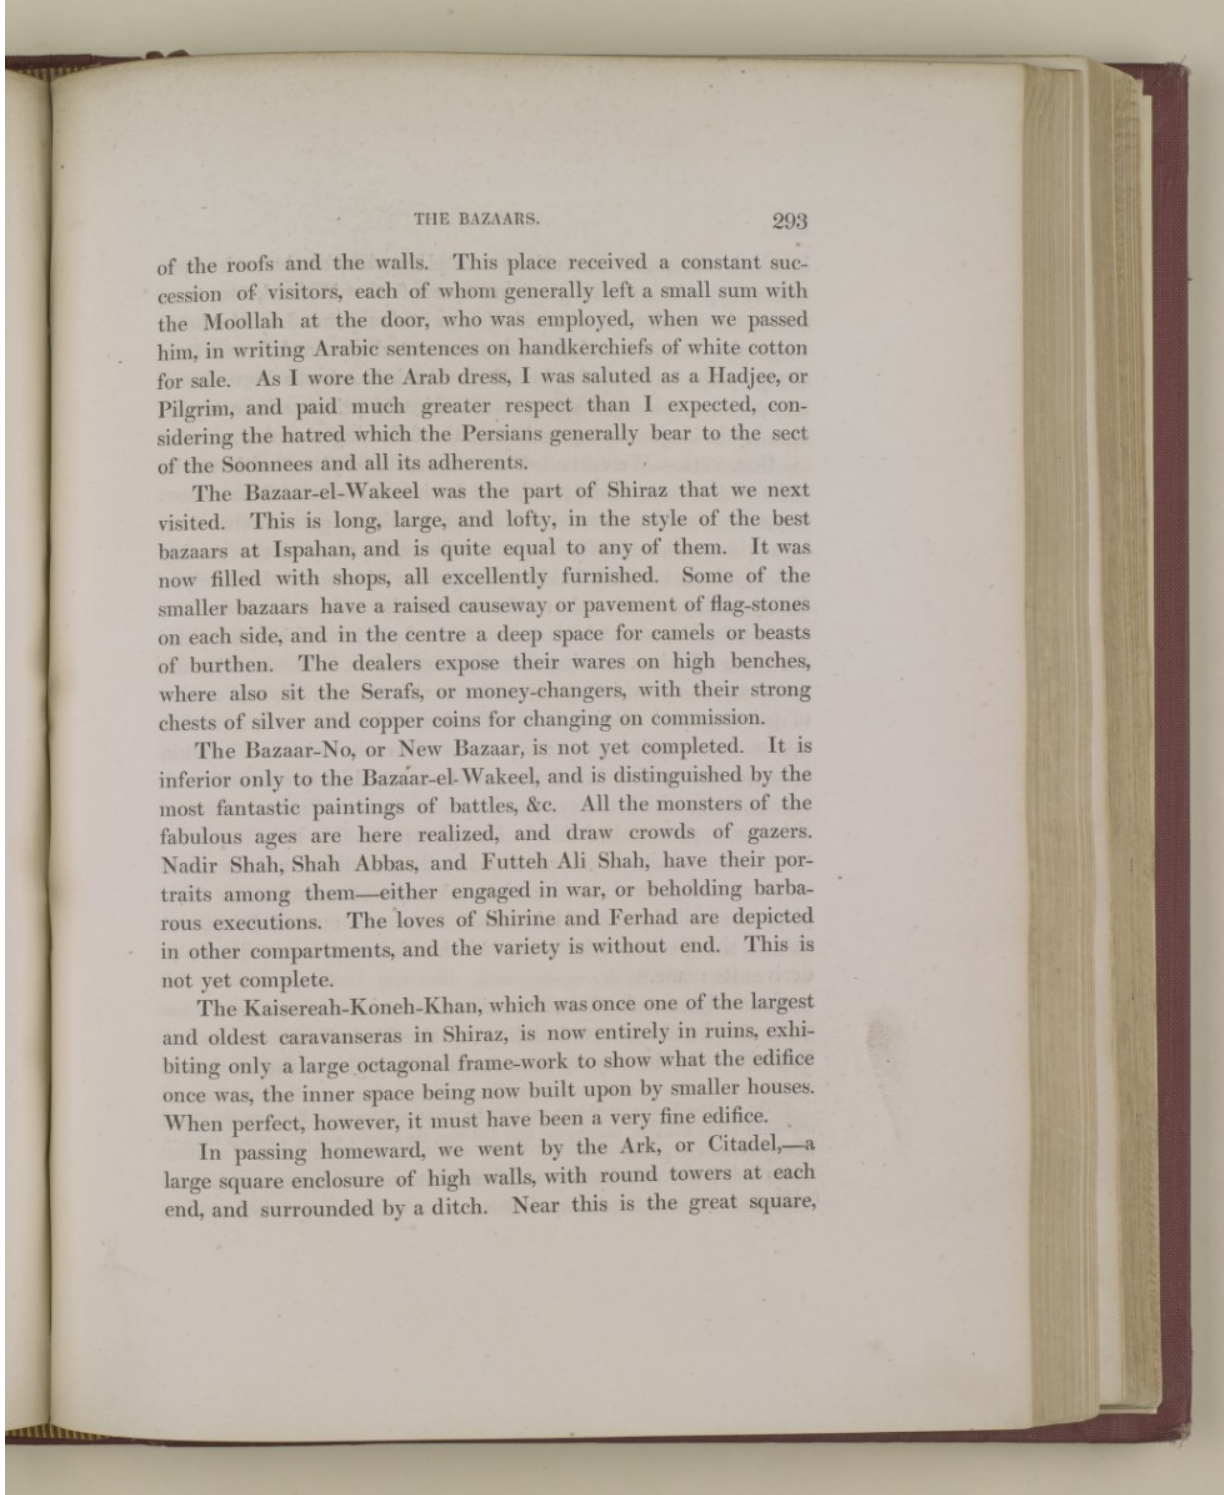 THE BAZAARS. 293
of the roofs and the walls. This place received a constant suc-
cession of visitors, each of whom generally left a small sum with
the Moollah at the door, who was employed, when we passed
him, in writing Arabic sentences on handkerchiefs of white cotton
for sale. As I wore the Arab dress, I was saluted as a Hadjee, or
Pilgrim, and paid much greater respect than I expected, con-
sidering the hatred which the Persians generally bear to the sect
of the Soonnees and all its adherents.
The Bazaar-el-Wakeel was the part of Shiraz that we next
visited. This is long, large, and lofty, in the style of the best
bazaars at Ispahan, and is quite equal to any of them. It was
now filled with shops, all excellently furnished. Some of the
smaller bazaars have a raised causeway or pavement of flag-stones
on each side, and in the centre a deep space for camels or beasts
of burthen. The dealers expose their wares on high benches,
where also sit the Serafs, or money-changers, with their strong
chests of silver and copper coins for changing on commission.
The Bazaar-No, or New Bazaar, is not yet completed. It is
inferior only to the Bazaar-el-Wakeel, and is distinguished by the
most fantastic paintings of battles, &c. All the monsters of the
fabulous ages are here realized, and draw crowds of gazers.
Nadir Shah, Shah Abbas, and Futteh Ali Shah, have their por-
traits among them—either engaged in war, or beholding barba-
rous executions. The loves of Shirine and Ferhad are depicted
in other compartments, and the variety is without end. This is
not yet complete.
The Kaisereah-Koneh-Khan, which was once one of the largest
and oldest caravanseras in Shiraz, is now entirely in ruins, exhi-
biting only a large octagonal frame-work to show what the edifice
once was, the inner space being now built upon by smaller houses.
When perfect, however, it must have been a very fine edifice.
In passing homeward, we went by the Ark, or Citadel,—a
large square enclosure of high walls, with round towers at each
end, and surrounded by a ditch. Near this is the great square,